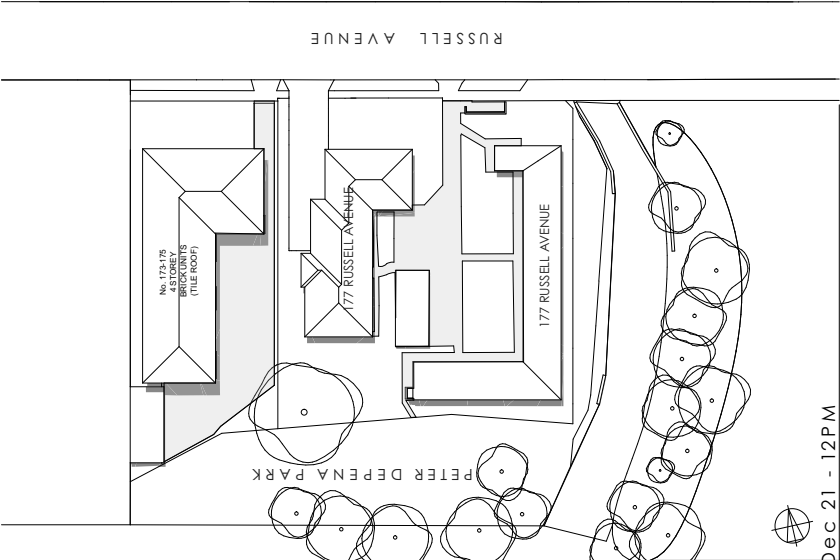 RUSSELL AVENUE
No. 173-175
4 STOREY
BRICK UNITS
(TILE ROOF)
177 RUSSELL AVENUE
177 RUSSELL AVENUE
PETER DEPENA PARK
Dec 21 - 12PM